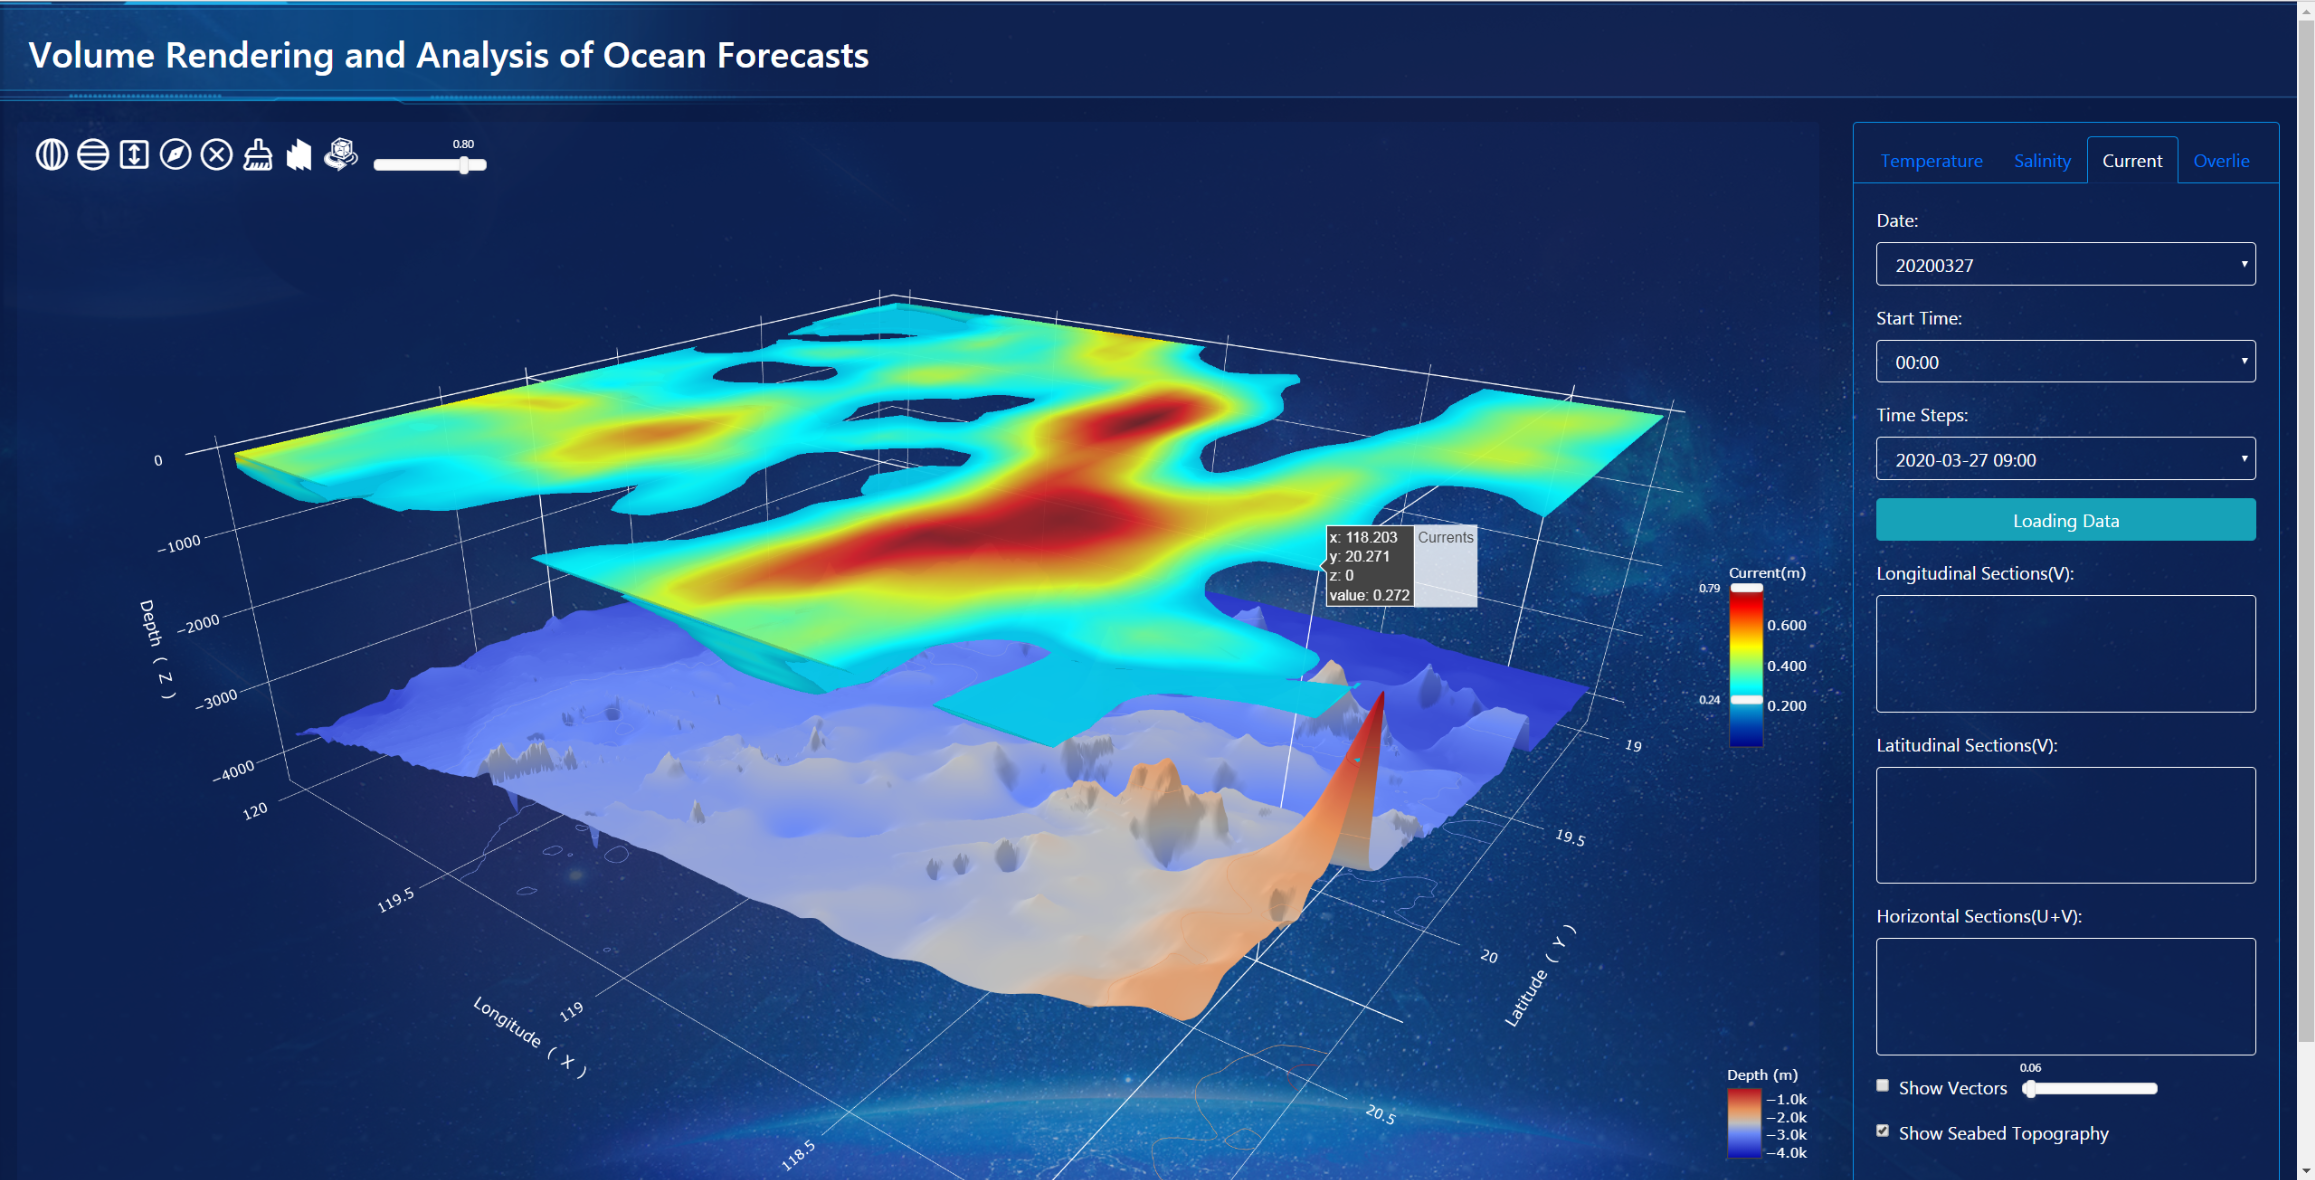 Volume Rendering and Analysis of Ocean Forecasts
0.80
Temperature
Salinity
Current
Overlie
Date:
20200327
Start Time:
00:00
Time Steps:
2020-03-27 09:00
Loading Data
Longitudinal Sections(V):
Latitudinal Sections(V):
Horizontal Sections(U+V):
0.06
Show Vectors
Show Seabed Topography
0
−1000
−2000
−3000
−4000
Depth ( Z )
120
119.5
119
118.5
Longitude ( X )
19
19.5
20
20.5
Latitude ( Y )
x: 118.203
y: 20.271
z: 0
value: 0.272
Currents
Current(m)
0.79
0.600
0.400
0.24
0.200
Depth (m)
−1.0k
−2.0k
−3.0k
−4.0k